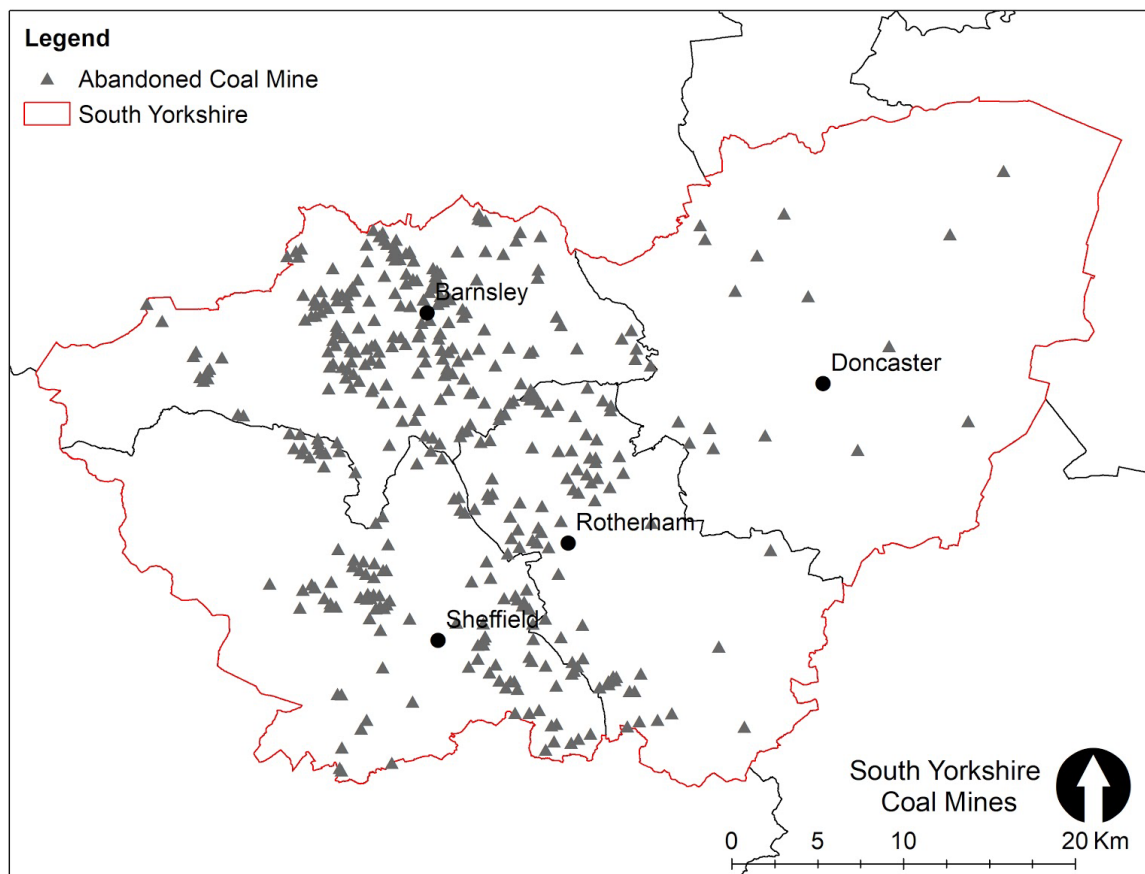 Legend
Abandoned Coal Mine
South Yorkshire
Barnsley
Doncaster
Rotherham
Sheffield
South Yorkshire
Coal Mines
0 5 10 20 Km